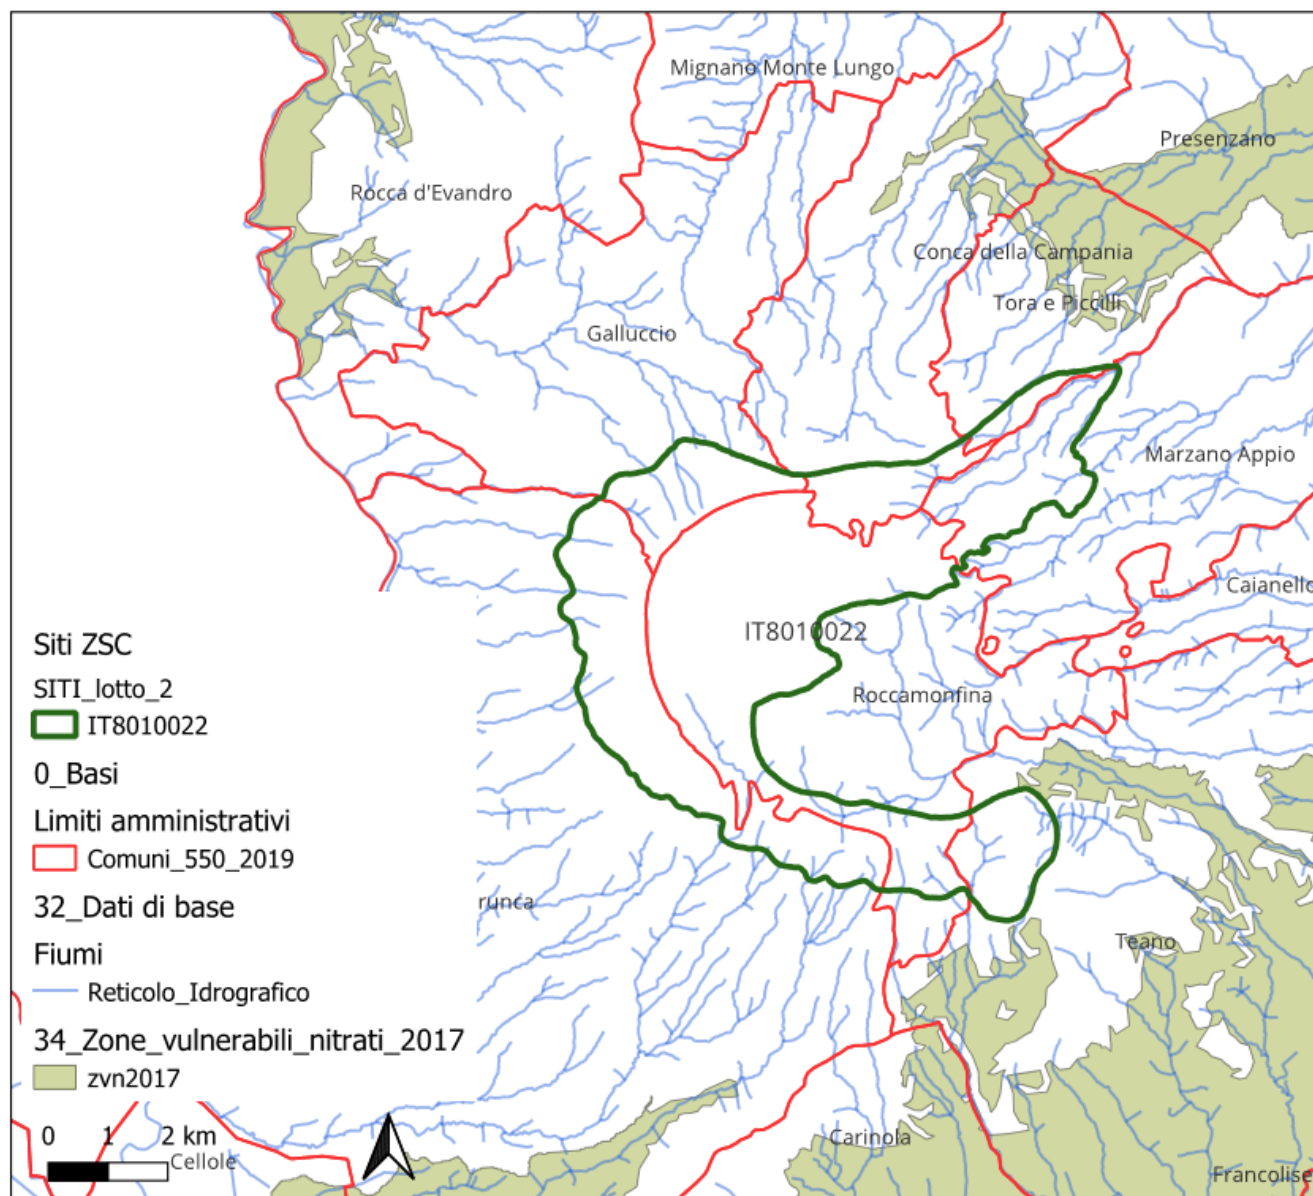 Mignano Monte Lungo
Presenzano
Rocca d'Evandro
Conca della Campania
Tora e Piccilli
Galluccio
Marzano Appio
Caianello
IT8010022
Roccamonfina
runca
Teano
Carinola
Cellole
Francolise
Siti ZSC
SITI_lotto_2
IT8010022
0_Basi
Limiti amministrativi
Comuni_550_2019
32_Dati di base
Fiumi
Reticolo_Idrografico
34_Zone_vulnerabili_nitrati_2017
zvn2017
0 1 2 km